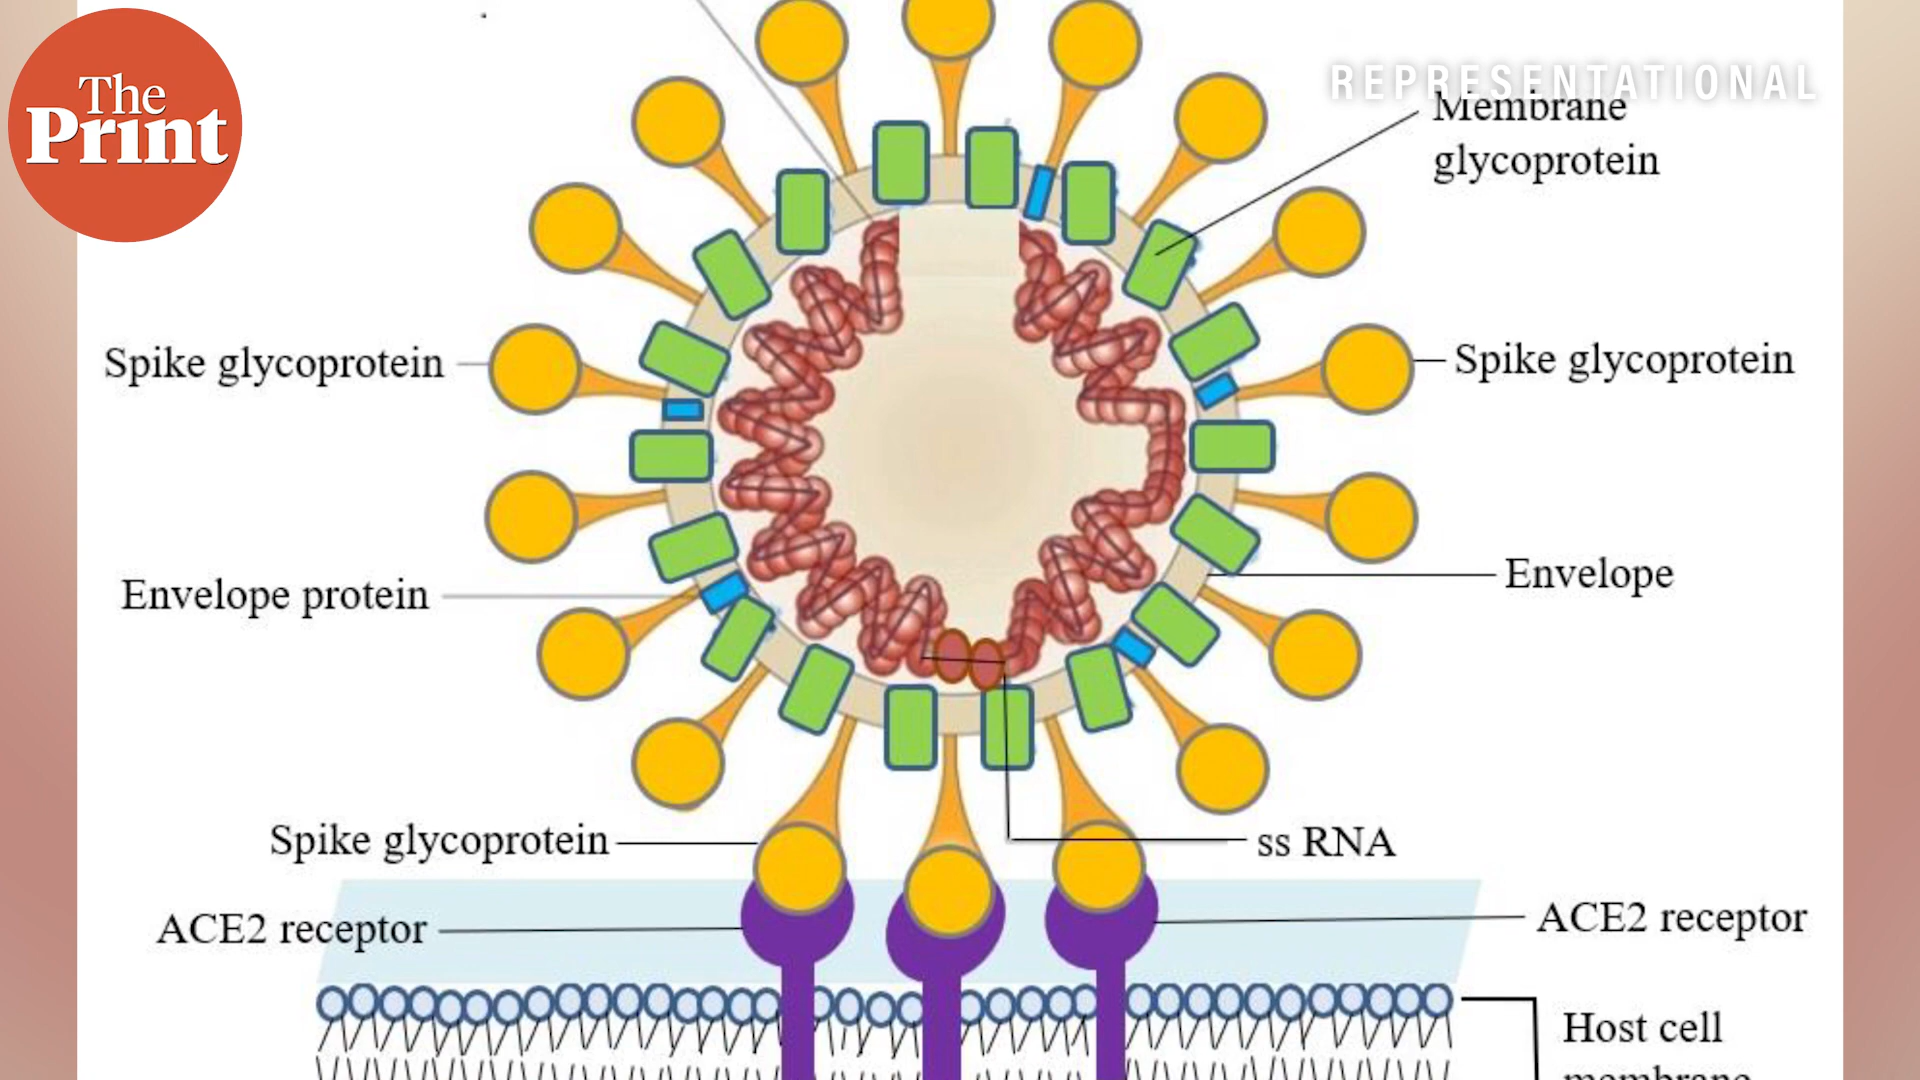 The
Print
REPRESENTATIONAL
Membrane
glycoprotein
Spike glycoprotein
Spike glycoprotein
Envelope protein
Envelope
Spike glycoprotein
ss RNA
ACE2 receptor
ACE2 receptor
Host cell
membrane